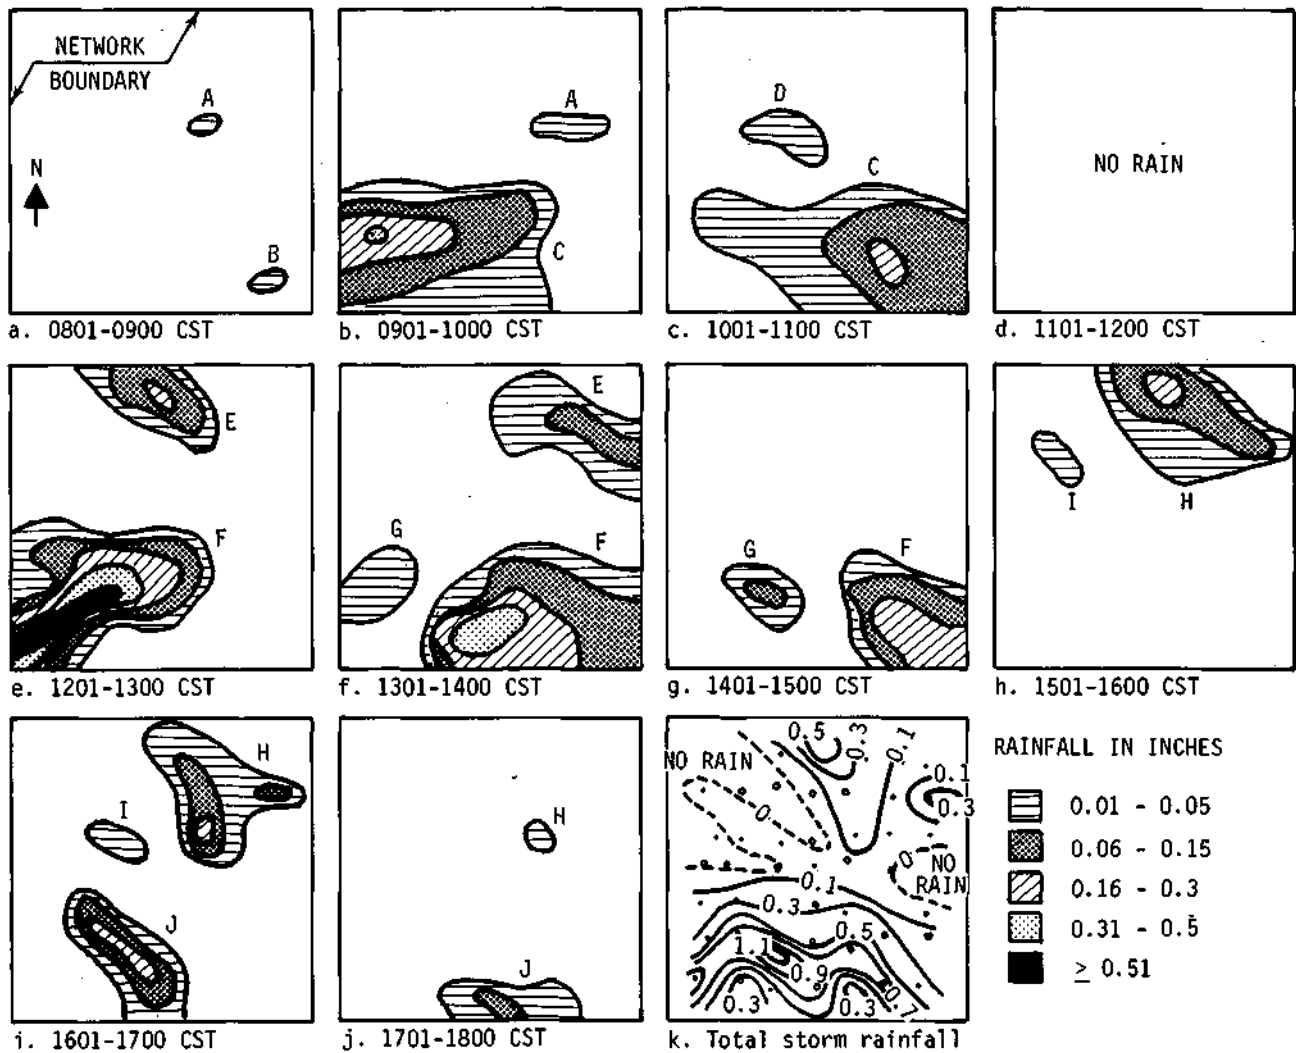 NETWORK
BOUNDARY
A
N
B
a. 0801-0900 CST
A
C
b. 0901-1000 CST
D
C
c. 1001-1100 CST
NO RAIN
d. 1101-1200 CST
E
F
e. 1201-1300 CST
E
G
F
f. 1301-1400 CST
G
F
g. 1401-1500 CST
I
H
h. 1501-1600 CST
H
I
J
i. 1601-1700 CST
H
J
j. 1701-1800 CST
0.5
0.3
0.1
NO RAIN
0.1
0.3
0
0
NO
RAIN
0.1
0.3
0.5
1.1
0.9
0.3
0.3
0.7
k. Total storm rainfall
RAINFALL IN INCHES
0.01 - 0.05
0.06 - 0.15
0.16 - 0.3
0.31 - 0.5
≥ 0.51